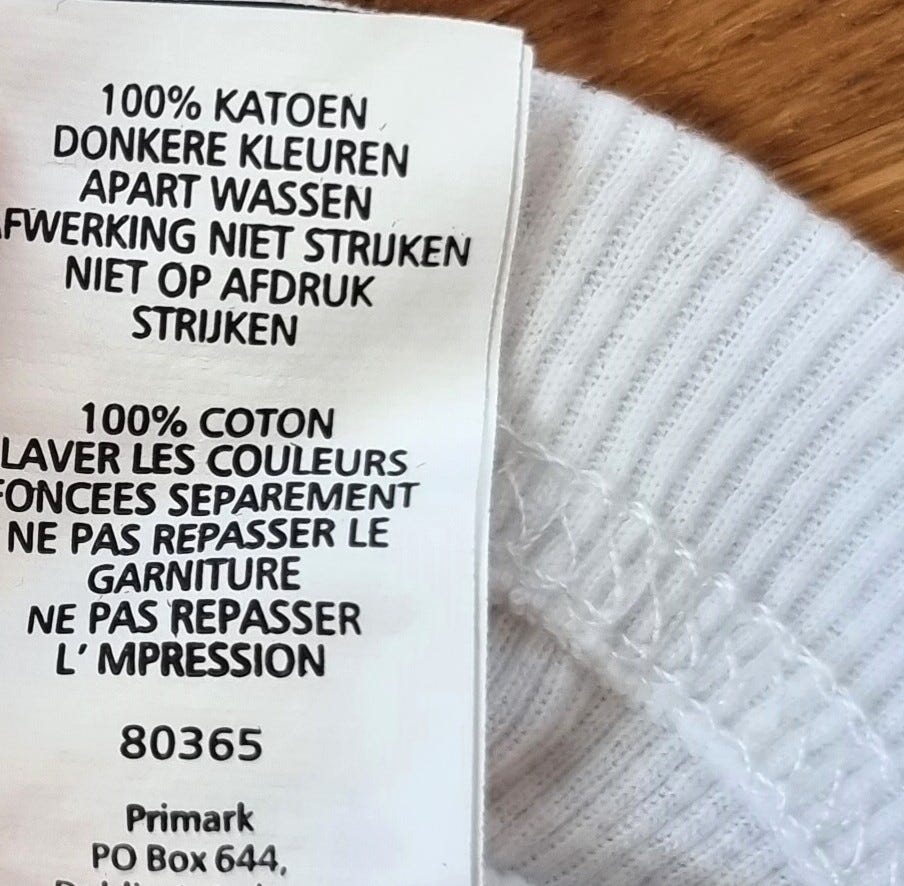 100% KATOEN
DONKERE KLEUREN
APART WASSEN
FWERKING NIET STRIJKEN
NIET OP AFDRUK
STRIJKEN
100% COTON
LAVER LES COULEURS
FONCEES SEPAREMENT
NE PAS REPASSER LE
GARNITURE
NE PAS REPASSER
L' MPRESSION
80365
Primark
PO Box 644,